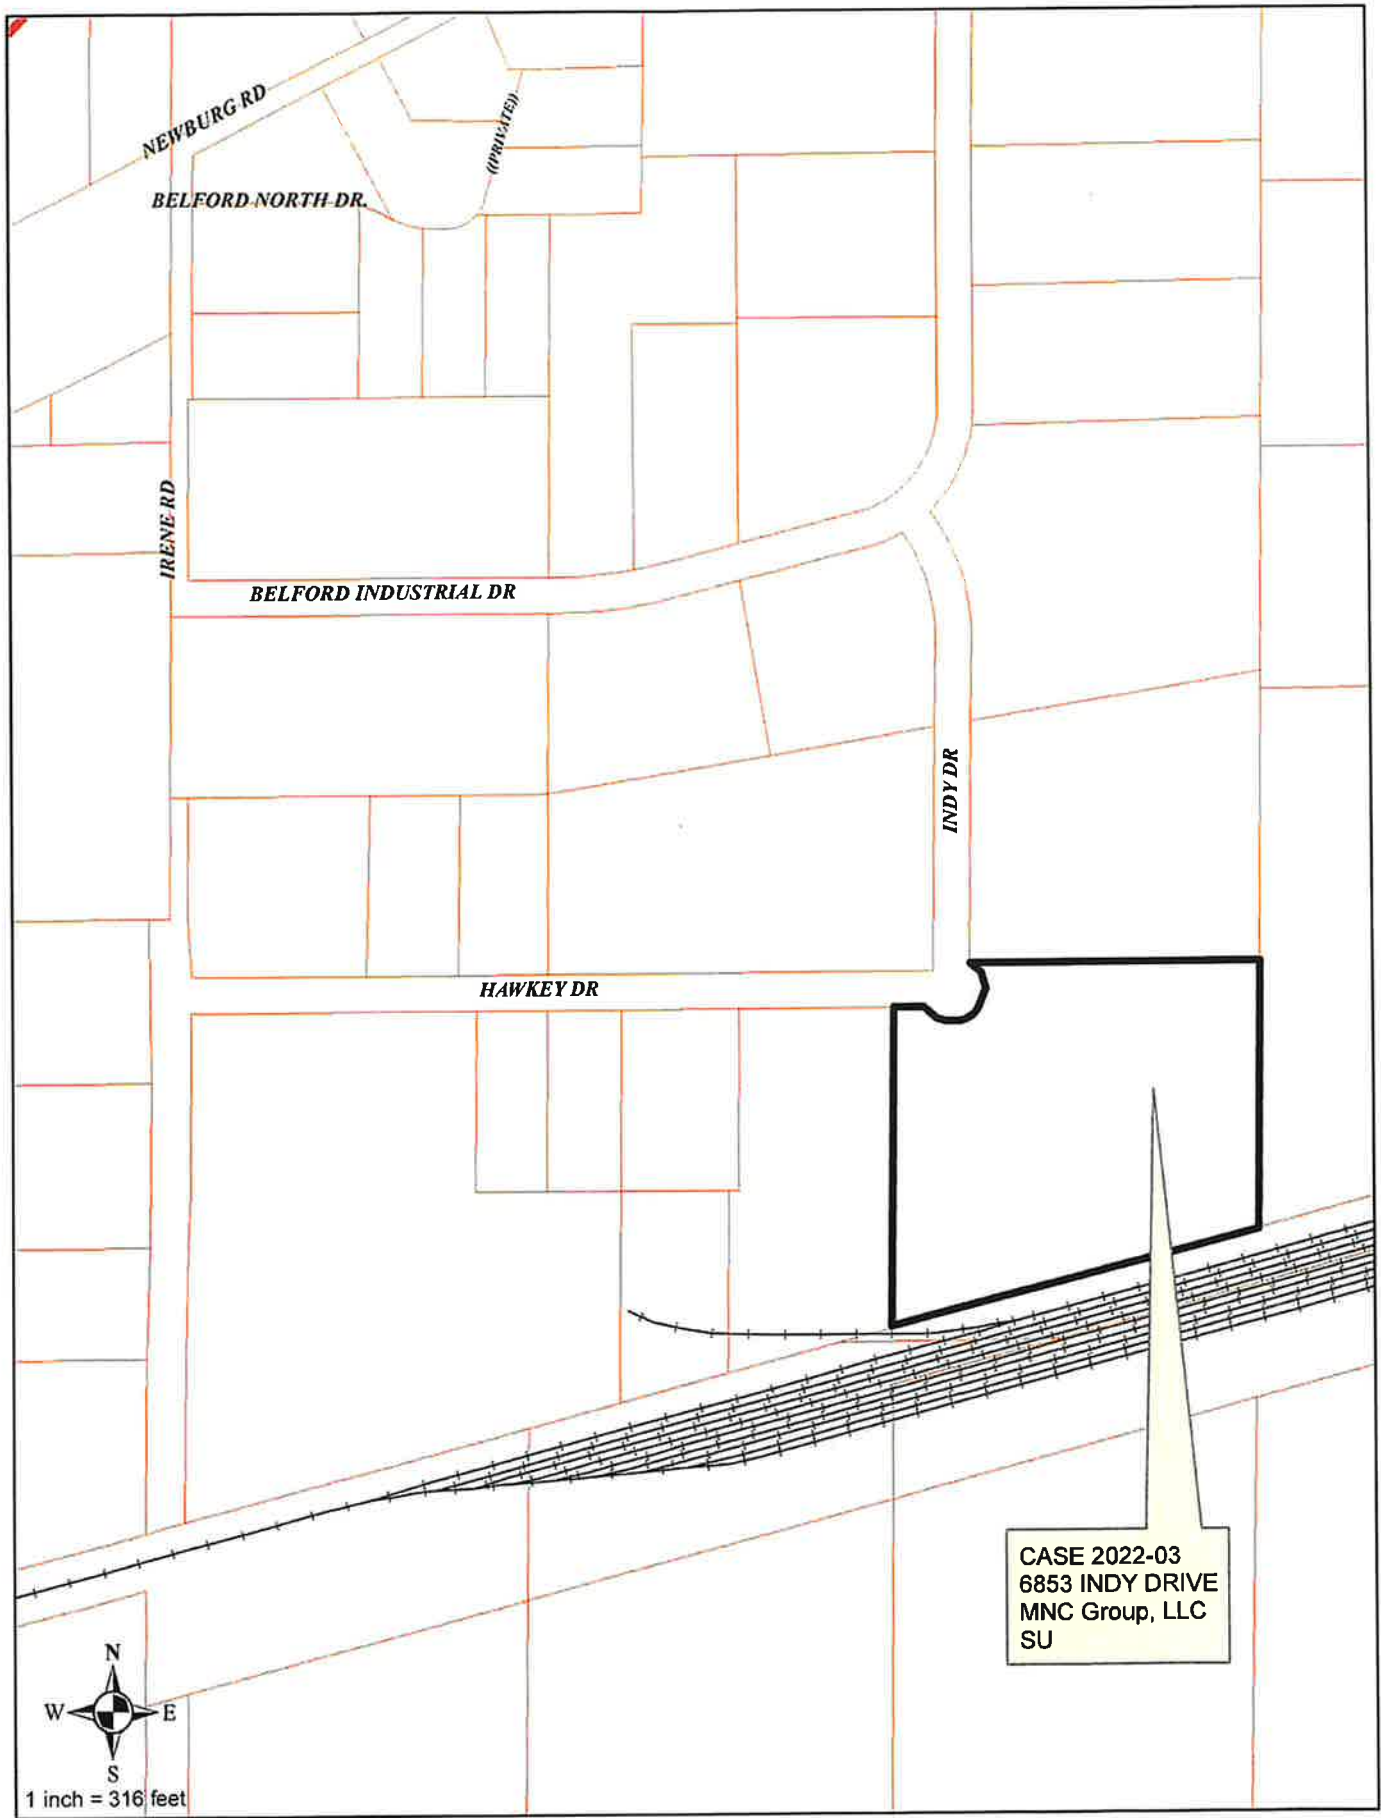 NEWBURG RD
((PRIVATE))
BELFORD NORTH DR.
IRENE RD
BELFORD INDUSTRIAL DR
INDY DR
HAWKEY DR
CASE 2022-03
6853 INDY DRIVE
MNC Group, LLC
SU
N
W E
S
1 inch = 316 feet